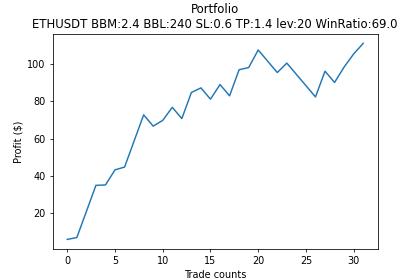 Portfolio
ETHUSDT BBM:2.4 BBL:240 SL:0.6 TP:1.4 lev:20 WinRatio:69.0
Profit ($)
100
80
60
40
20
0 5 10 15 20 25 30
Trade counts